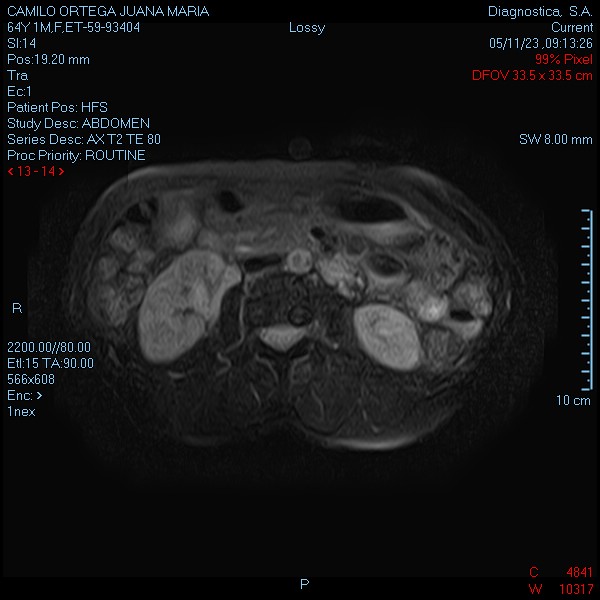 CAMILO ORTEGA JUANA MARIA
64Y 1M,F,ET-59-93404
Sl:14
Pos:19.20 mm
Tra
Ec:1
Patient Pos: HFS
Study Desc: ABDOMEN
Series Desc: AX T2 TE 80
Proc Priority: ROUTINE
< 13 - 14 >
Lossy
Diagnostica, S.A.
Current
05/11/23 ,09:13:26
99% Pixel
DFOV 33.5 x 33.5 cm
SW 8.00 mm
R
2200.00//80.00
Etl:15 TA:90.00
566x608
Enc: >
1nex
10 cm
P
C 4841
W 10317